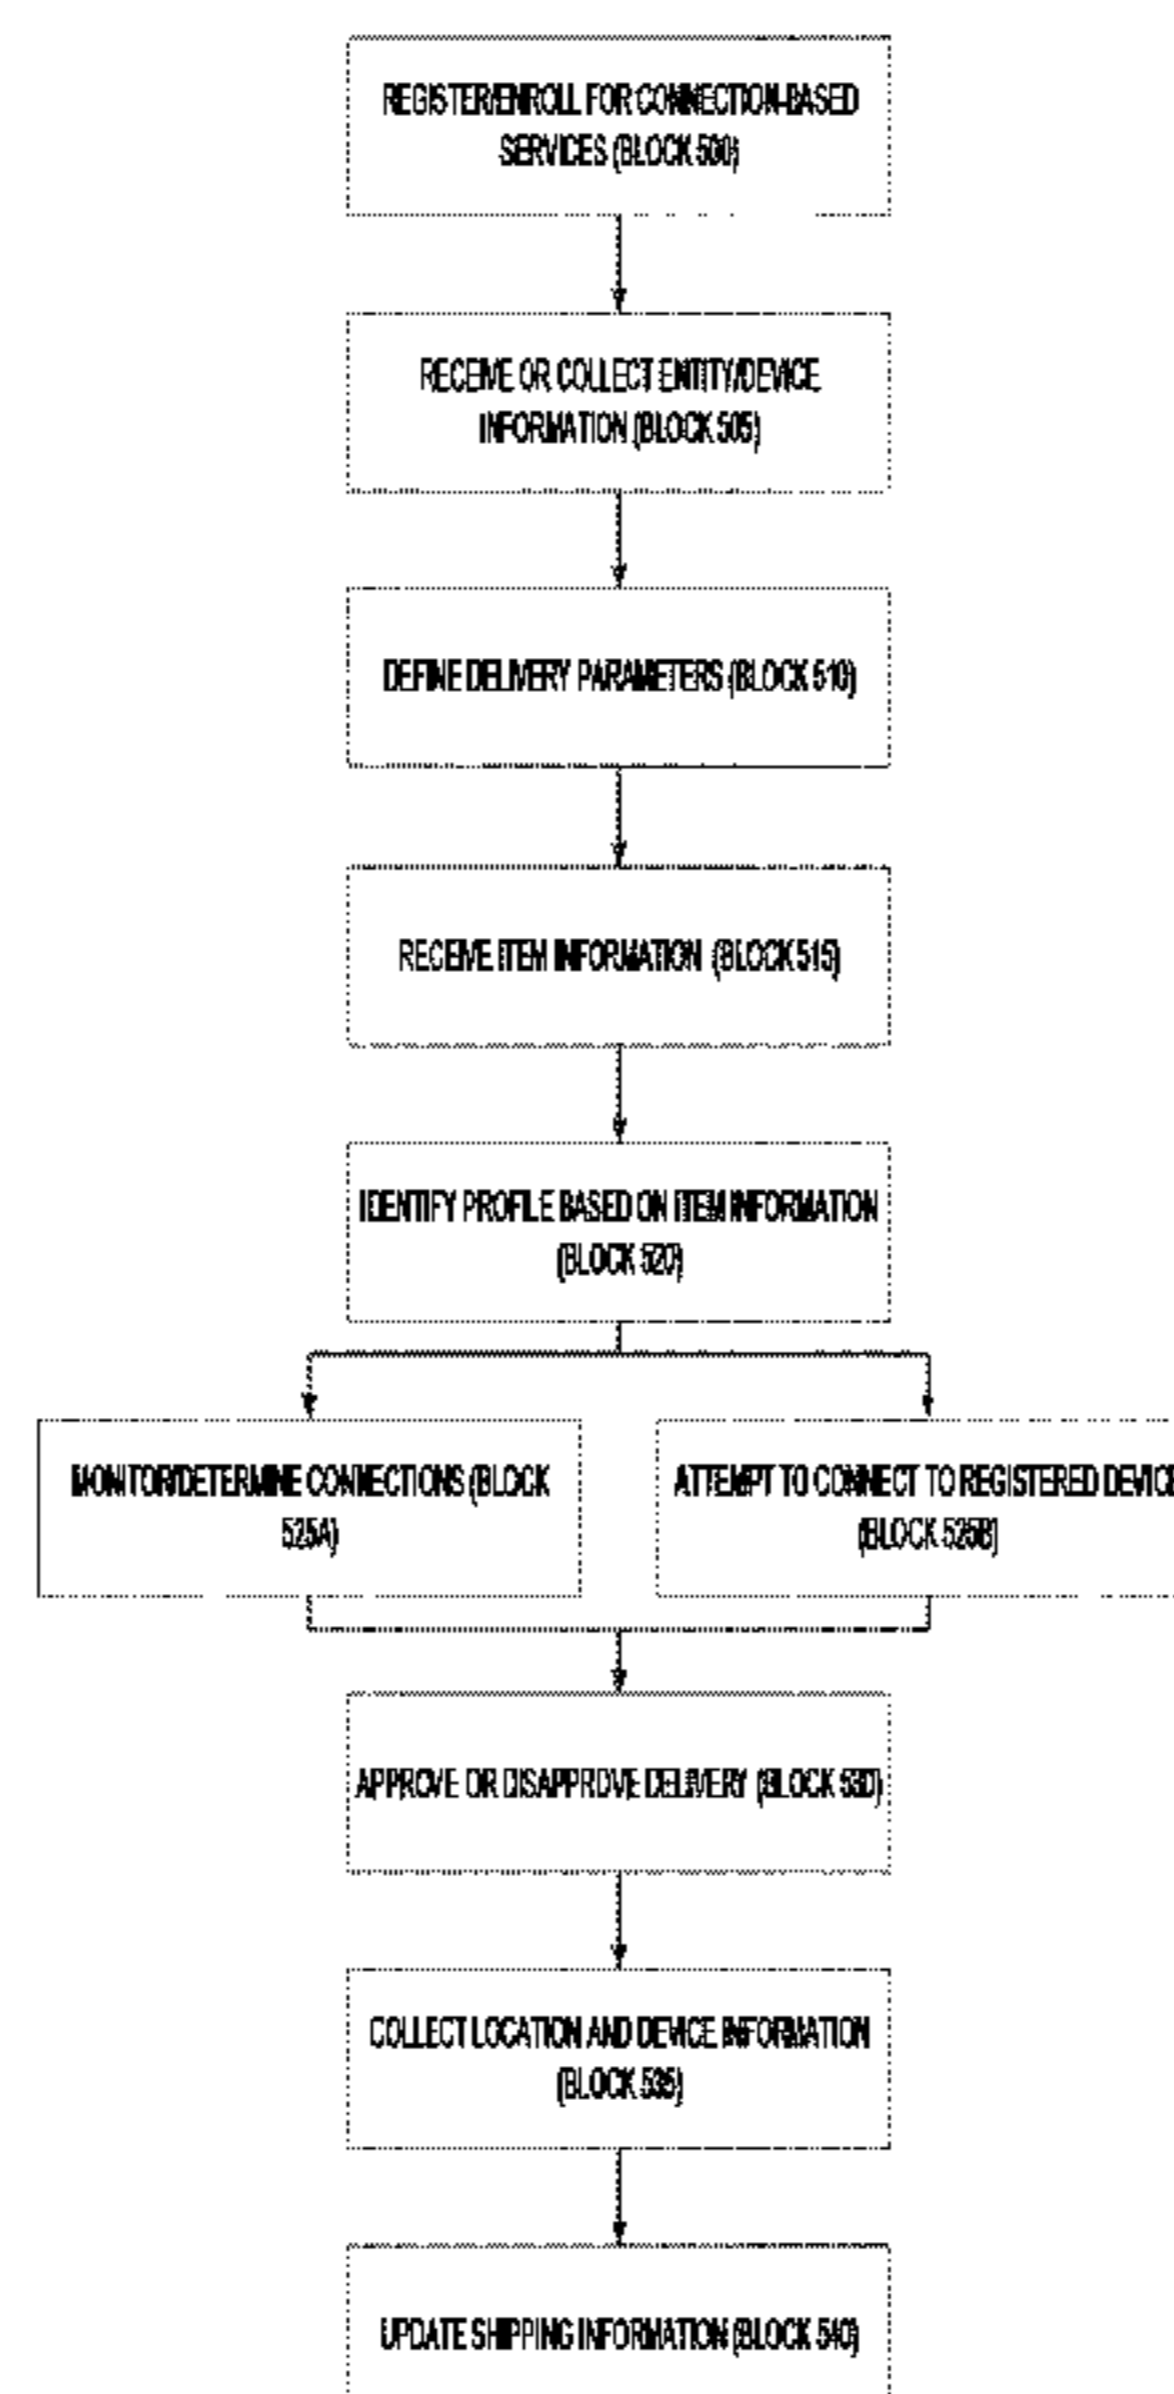 REGISTER/ENROLL FOR CONNECTION-BASED
SERVICES (BLOCK 500)
RECEIVE OR COLLECT ENTITY/DEVICE
INFORMATION (BLOCK 505)
DEFINE DELIVERY PARAMETERS (BLOCK 510)
RECEIVE ITEM INFORMATION (BLOCK 515)
IDENTIFY PROFILE BASED ON ITEM INFORMATION
(BLOCK 520)
MONITOR/DETERMINE CONNECTIONS (BLOCK
525A)
ATTEMPT TO CONNECT TO REGISTERED DEVICE
(BLOCK 525B)
APPROVE OR DISAPPROVE DELIVERY (BLOCK 530)
COLLECT LOCATION AND DEVICE INFORMATION
(BLOCK 535)
UPDATE SHIPPING INFORMATION (BLOCK 540)